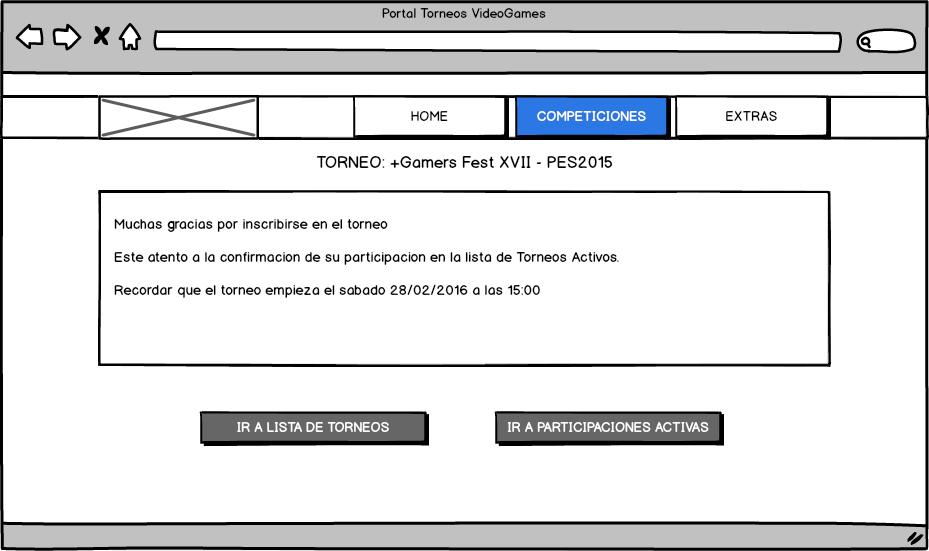 Portal Torneos VideoGames
HOME
COMPETICIONES
EXTRAS
TORNEO: +Gamers Fest XVII - PES2015
Muchas gracias por inscribirse en el torneo
Este atento a la confirmacion de su participacion en la lista de Torneos Activos.
Recordar que el torneo empieza el sabado 28/02/2016 a las 15:00
IR A LISTA DE TORNEOS
IR A PARTICIPACIONES ACTIVAS